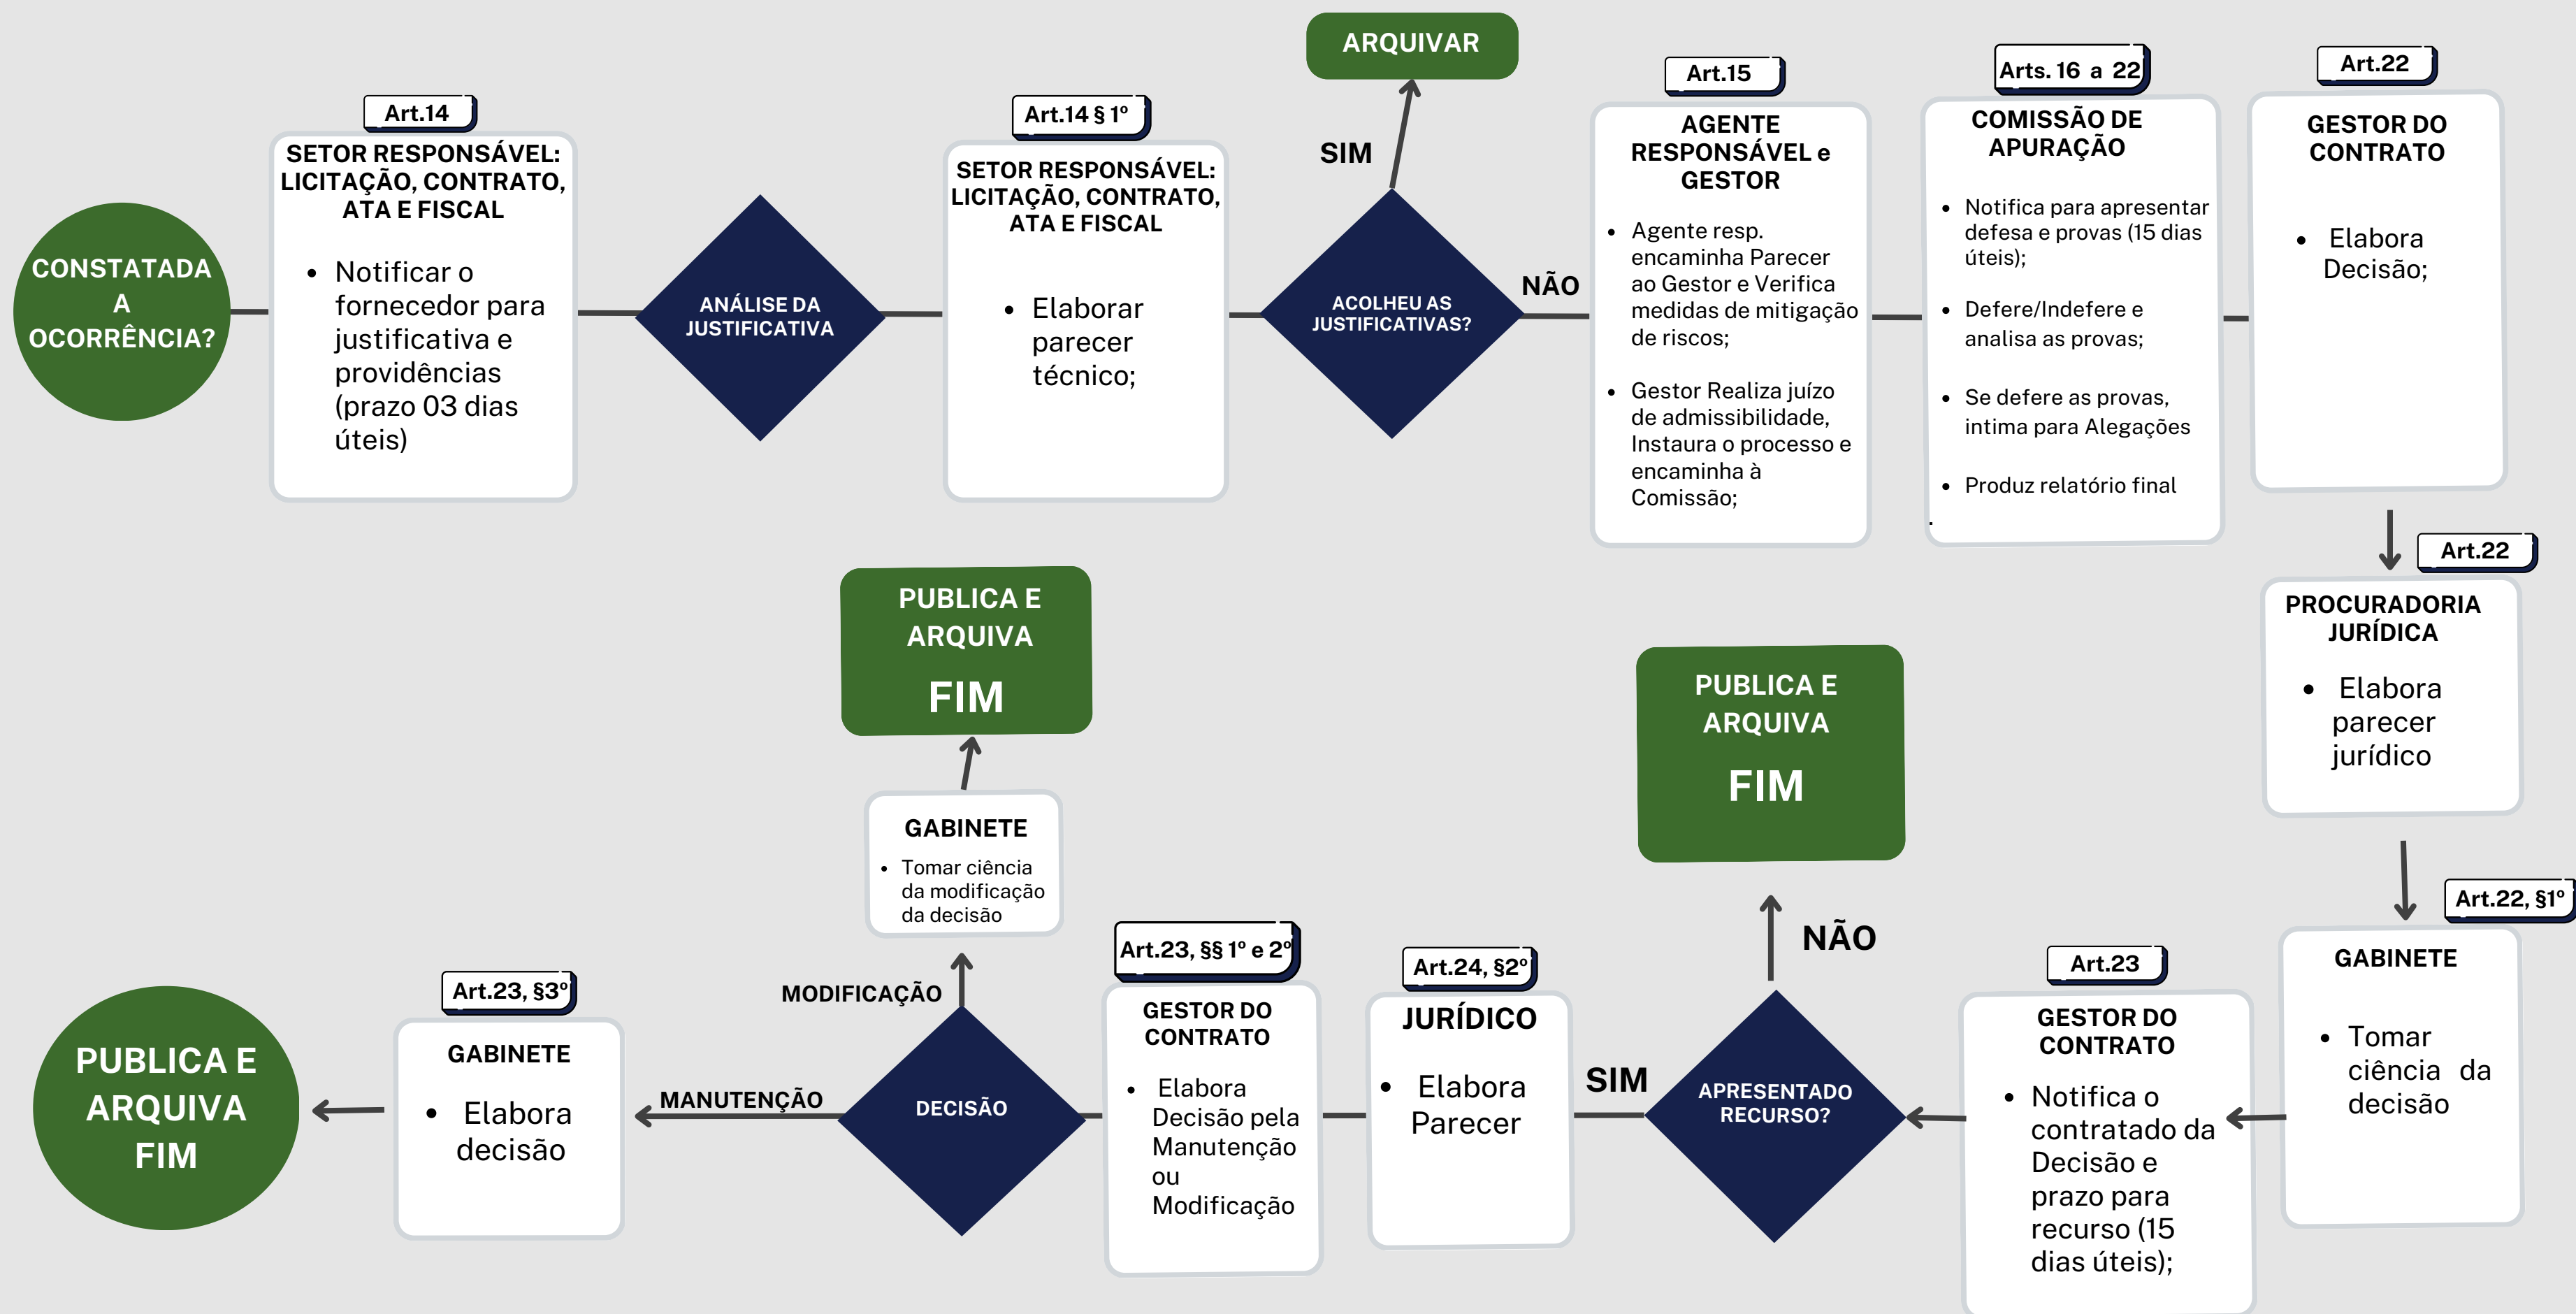 CONSTATADA
A
OCORRÊNCIA?
Art.14
SETOR RESPONSÁVEL:
LICITAÇÃO, CONTRATO,
ATA E FISCAL
• Notificar o
fornecedor para
justificativa e
providências
(prazo 03 dias
úteis)
ANÁLISE DA
JUSTIFICATIVA
Art.14 § 1º
SETOR RESPONSÁVEL:
LICITAÇÃO, CONTRATO,
ATA E FISCAL
• Elaborar
parecer
técnico;
ACOLHEU AS
JUSTIFICATIVAS?
SIM
ARQUIVAR
NÃO
Art.15
AGENTE
RESPONSÁVEL e
GESTOR
• Agente resp.
encaminha Parecer
ao Gestor e Verifica
medidas de mitigação
de riscos;
• Gestor Realiza juízo
de admissibilidade,
Instaura o processo e
encaminha à
Comissão;
Arts. 16 a 22
COMISSÃO DE
APURAÇÃO
• Notifica para apresentar
defesa e provas (15 dias
úteis);
• Defere/Indefere e
analisa as provas;
• Se defere as provas,
intima para Alegações
• Produz relatório final
.
Art.22
GESTOR DO
CONTRATO
• Elabora
Decisão;
Art.22
PROCURADORIA
JURÍDICA
• Elabora
parecer
jurídico
Art.22, §1º
GABINETE
• Tomar
ciência da
decisão
Art.23
GESTOR DO
CONTRATO
• Notifica o
contratado da
Decisão e
prazo para
recurso (15
dias úteis);
APRESENTADO
RECURSO?
NÃO
PUBLICA E
ARQUIVA
FIM
SIM
Art.24, §2º
JURÍDICO
• Elabora
Parecer
Art.23, §§ 1º e 2º
GESTOR DO
CONTRATO
• Elabora
Decisão pela
Manutenção
ou
Modificação
DECISÃO
MODIFICAÇÃO
GABINETE
• Tomar ciência
da modificação
da decisão
PUBLICA E
ARQUIVA
FIM
MANUTENÇÃO
Art.23, §3º
GABINETE
• Elabora
decisão
PUBLICA E
ARQUIVA
FIM